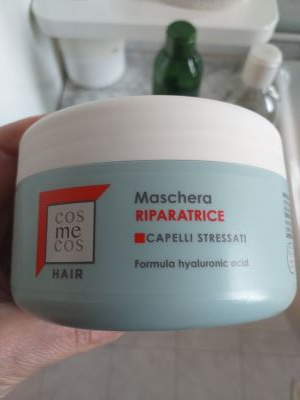 cos
me
cos
HAIR
Maschera
RIPARATRICE
CAPELLI STRESSATI
Formula hyaluronic acid